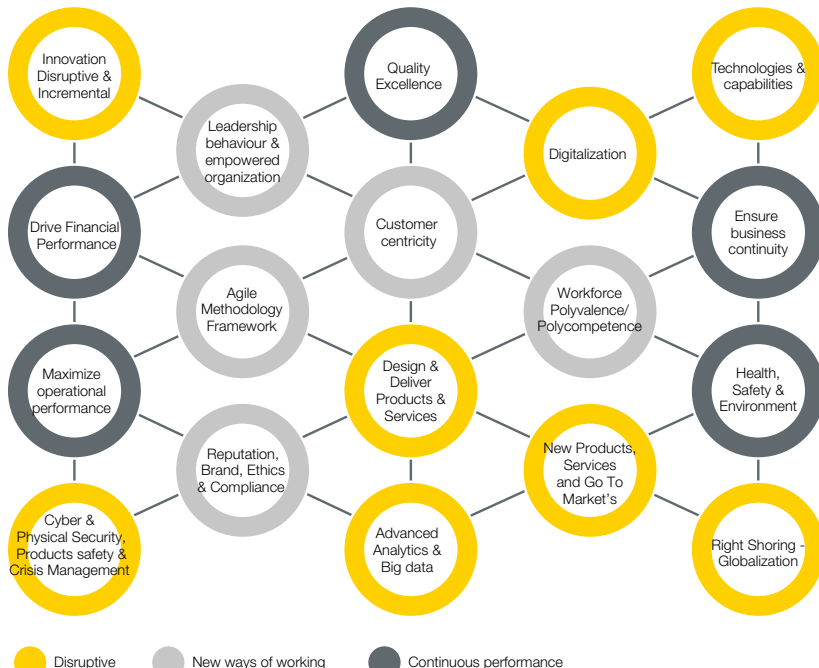 Innovation
Disruptive &
Incremental
Quality
Excellence
Technologies &
capabilities
Leadership
behaviour &
empowered
organization
Digitalization
Drive Financial
Performance
Customer
centricity
Ensure
business
continuity
Agile
Methodology
Framework
Workforce
Polyvalence/
Polycompetence
Maximize
operational
performance
Design &
Deliver
Products &
Services
Health,
Safety &
Environment
Reputation,
Brand, Ethics
& Compliance
New Products,
Services
and Go To
Market’s
Cyber &
Physical Security,
Products safety &
Crisis Management
Advanced
Analytics &
Big data
Right Shoring -
Globalization
Disruptive
New ways of working
Continuous performance